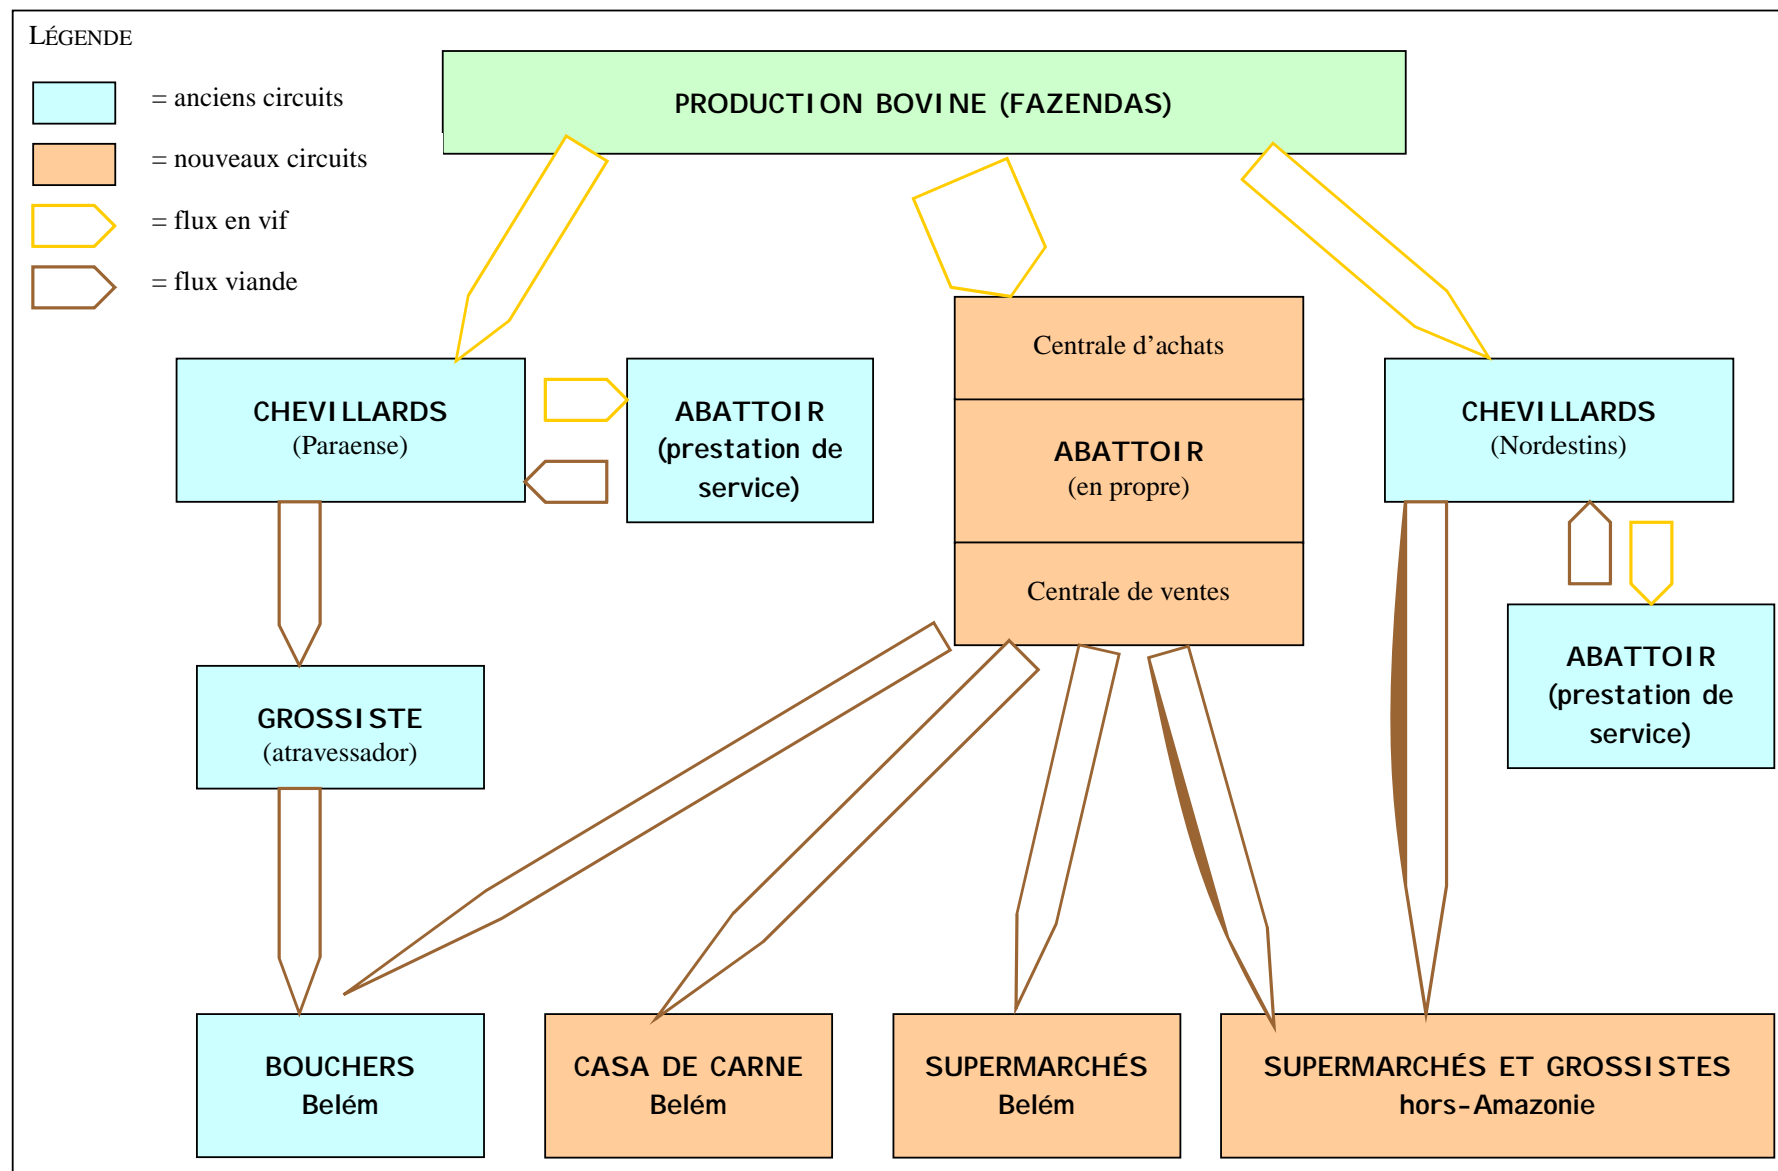 LÉGENDE
= anciens circuits
= nouveaux circuits
= flux en vif
= flux viande
PRODUCTION BOVINE (FAZENDAS)
CHEVILLARDS
(Paraense)
ABATTOIR
(prestation de
service)
Centrale d’achats
ABATTOIR
(en propre)
Centrale de ventes
CHEVILLARDS
(Nordestins)
ABATTOIR
(prestation de
service)
GROSSISTE
(atravessador)
BOUCHERS
Belém
CASA DE CARNE
Belém
SUPERMARCHÉS
Belém
SUPERMARCHÉS ET GROSSISTES
hors-Amazonie